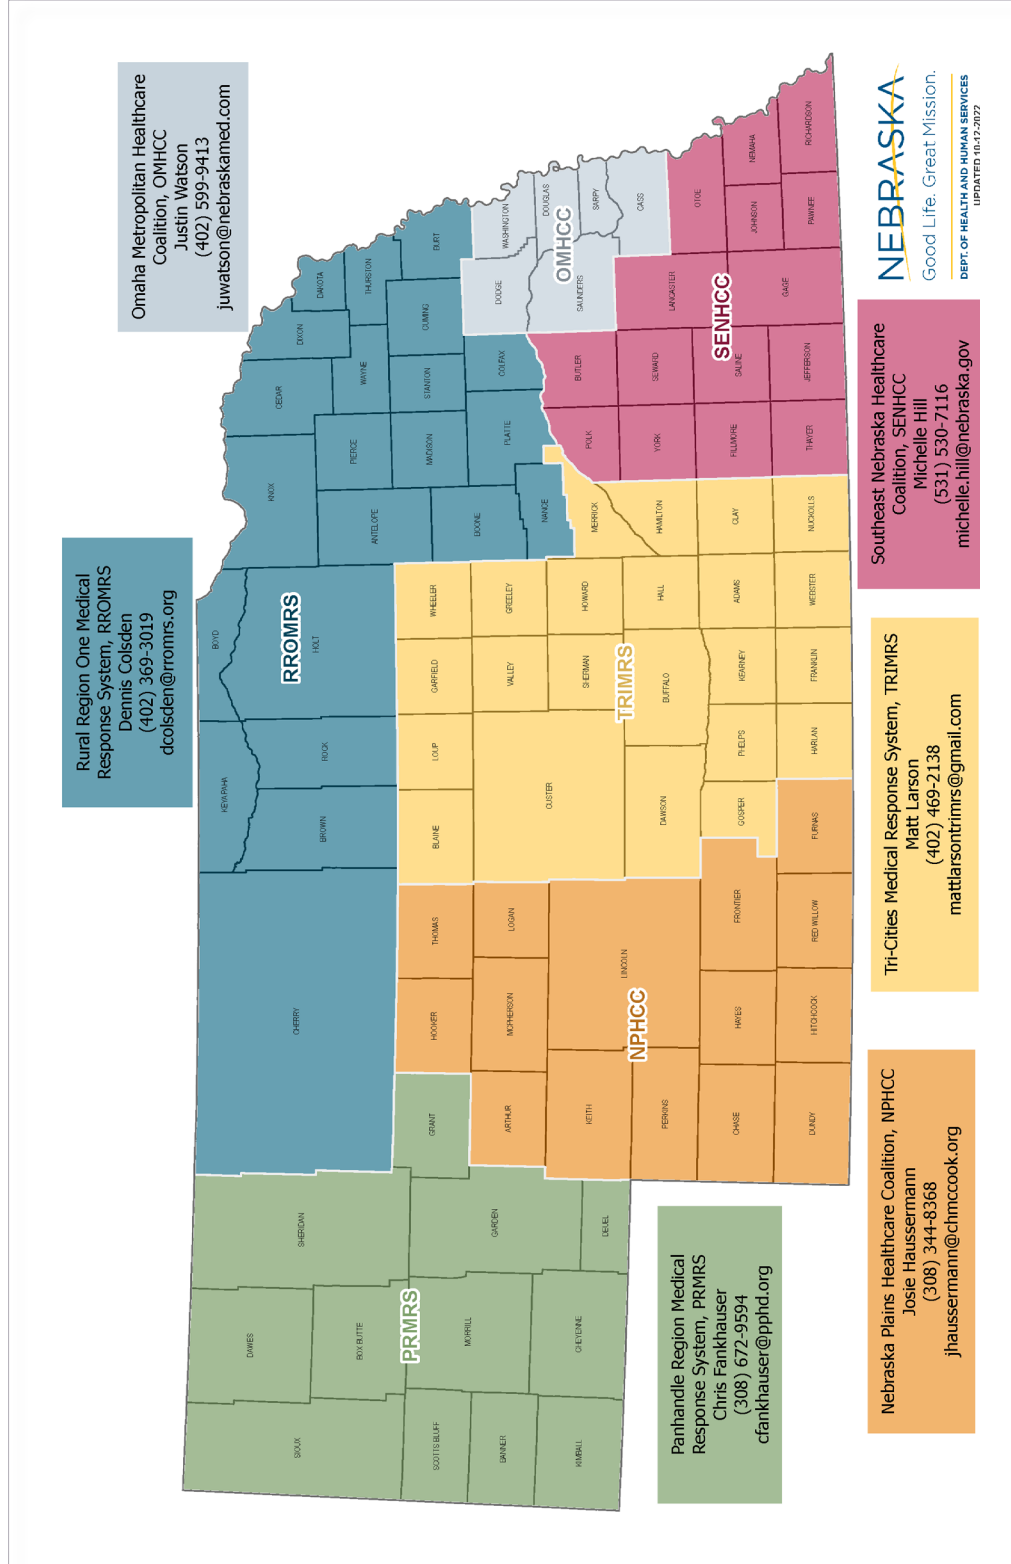 Rural Region One Medical
Response System, RROMRS
Dennis Colsden
(402) 369-3019
dcolsden@rromrs.org
Omaha Metropolitan Healthcare
Coalition, OMHCC
Justin Watson
(402) 599-9413
juwatson@nebraskamed.com
SIOUX
DAWES
SHERIDAN
BOX BUTTE
SCOTTS BLUFF
BANNER
KIMBALL
MORRILL
CHEYENNE
GARDEN
DEUEL
GRANT
PRMRS
CHERRY
KEYA PAHA
BROWN
ROCK
BOYD
HOLT
RROMRS
KNOX
ANTELOPE
BOONE
NANCE
CEDAR
PIERCE
MADISON
PLATTE
DIXON
WAYNE
STANTON
COLFAX
DAKOTA
THURSTON
CUMING
BURT
HOOKER
THOMAS
ARTHUR
MCPHERSON
LOGAN
KEITH
LINCOLN
PERKINS
NPHCC
CHASE
HAYES
FRONTIER
DUNDY
HITCHCOCK
RED WILLOW
FURNAS
BLAINE
LOUP
GARFIELD
WHEELER
CUSTER
VALLEY
GREELEY
SHERMAN
HOWARD
TRIMRS
DAWSON
BUFFALO
HALL
MERRICK
HAMILTON
GOSPER
PHELPS
KEARNEY
ADAMS
CLAY
HARLAN
FRANKLIN
WEBSTER
NUCKOLLS
DODGE
WASHINGTON
DOUGLAS
SAUNDERS
OMHCC
SARPY
CASS
BUTLER
POLK
YORK
SEWARD
LANCASTER
OTOE
SENHCC
FILLMORE
SALINE
GAGE
JOHNSON
NEMAHA
THAYER
JEFFERSON
PAWNEE
RICHARDSON
Panhandle Region Medical
Response System, PRMRS
Chris Fankhauser
(308) 672-9594
cfankhauser@pphd.org
Nebraska Plains Healthcare Coalition, NPHCC
Josie Haussermann
(308) 344-8368
jhaussermann@chmccook.org
Tri-Cities Medical Response System, TRIMRS
Matt Larson
(402) 469-2138
mattlarsontrimrs@gmail.com
Southeast Nebraska Healthcare
Coalition, SENHCC
Michelle Hill
(531) 530-7116
michelle.hill@nebraska.gov
NEBRASKA
Good Life. Great Mission.
DEPT. OF HEALTH AND HUMAN SERVICES
UPDATED 10-12-2022